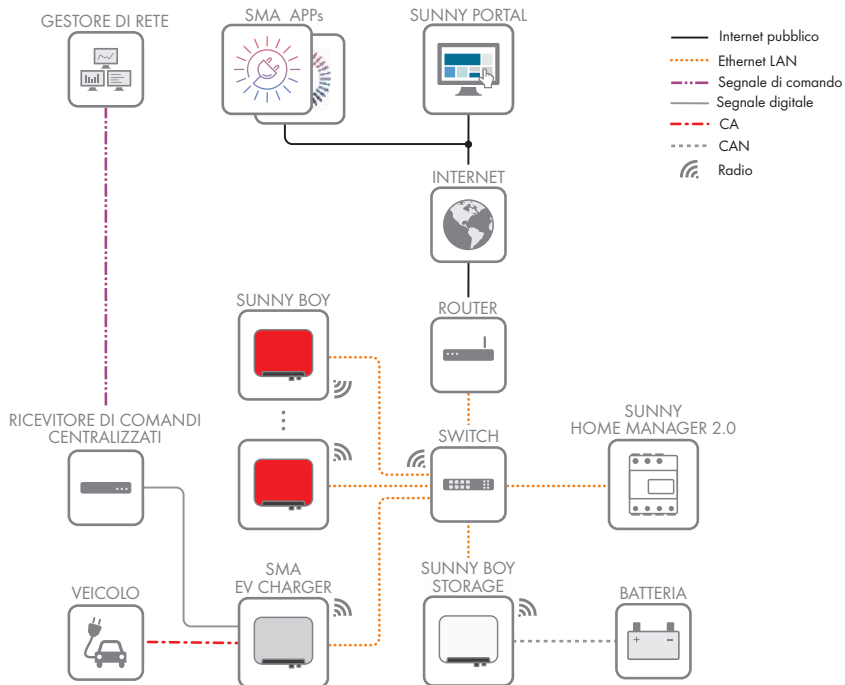 GESTORE DI RETE
SMA APPs
SUNNY PORTAL
Internet pubblico
Ethernet LAN
Segnale di comando
Segnale digitale
CA
CAN
Radio
INTERNET
SUNNY BOY
ROUTER
RICEVITORE DI COMANDI
CENTRALIZZATI
SWITCH
SUNNY
HOME MANAGER 2.0
VEICOLO
SMA
EV CHARGER
SUNNY BOY
STORAGE
BATTERIA
+ -